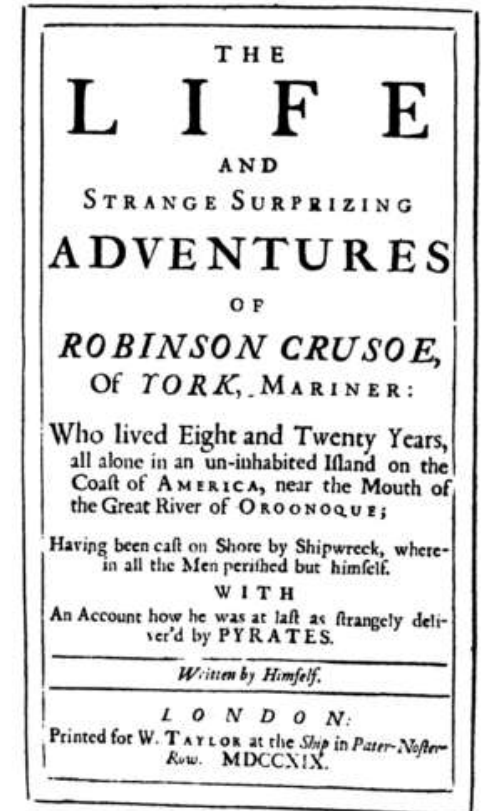 THE
LIFE
AND
STRANGE SURPRIZING
ADVENTURES
OF
ROBINSON CRUSOE,
Of YORK, MARINER:
Who lived Eight and Twenty Years,
all alone in an un-inhabited Iſland on the
Coaſt of AMERICA, near the Mouth of
the Great River of OROONOQUE;
Having been caſt on Shore by Shipwreck, where-
in all the Men periſhed but himſelf.
WITH
An Account how he was at laſt as ſtrangely deli-
ver'd by PYRATES.
Written by Himſelf.
LONDON:
Printed for W. TAYLOR at the Ship in Pater-Noſter-
Row. MDCCXIX.